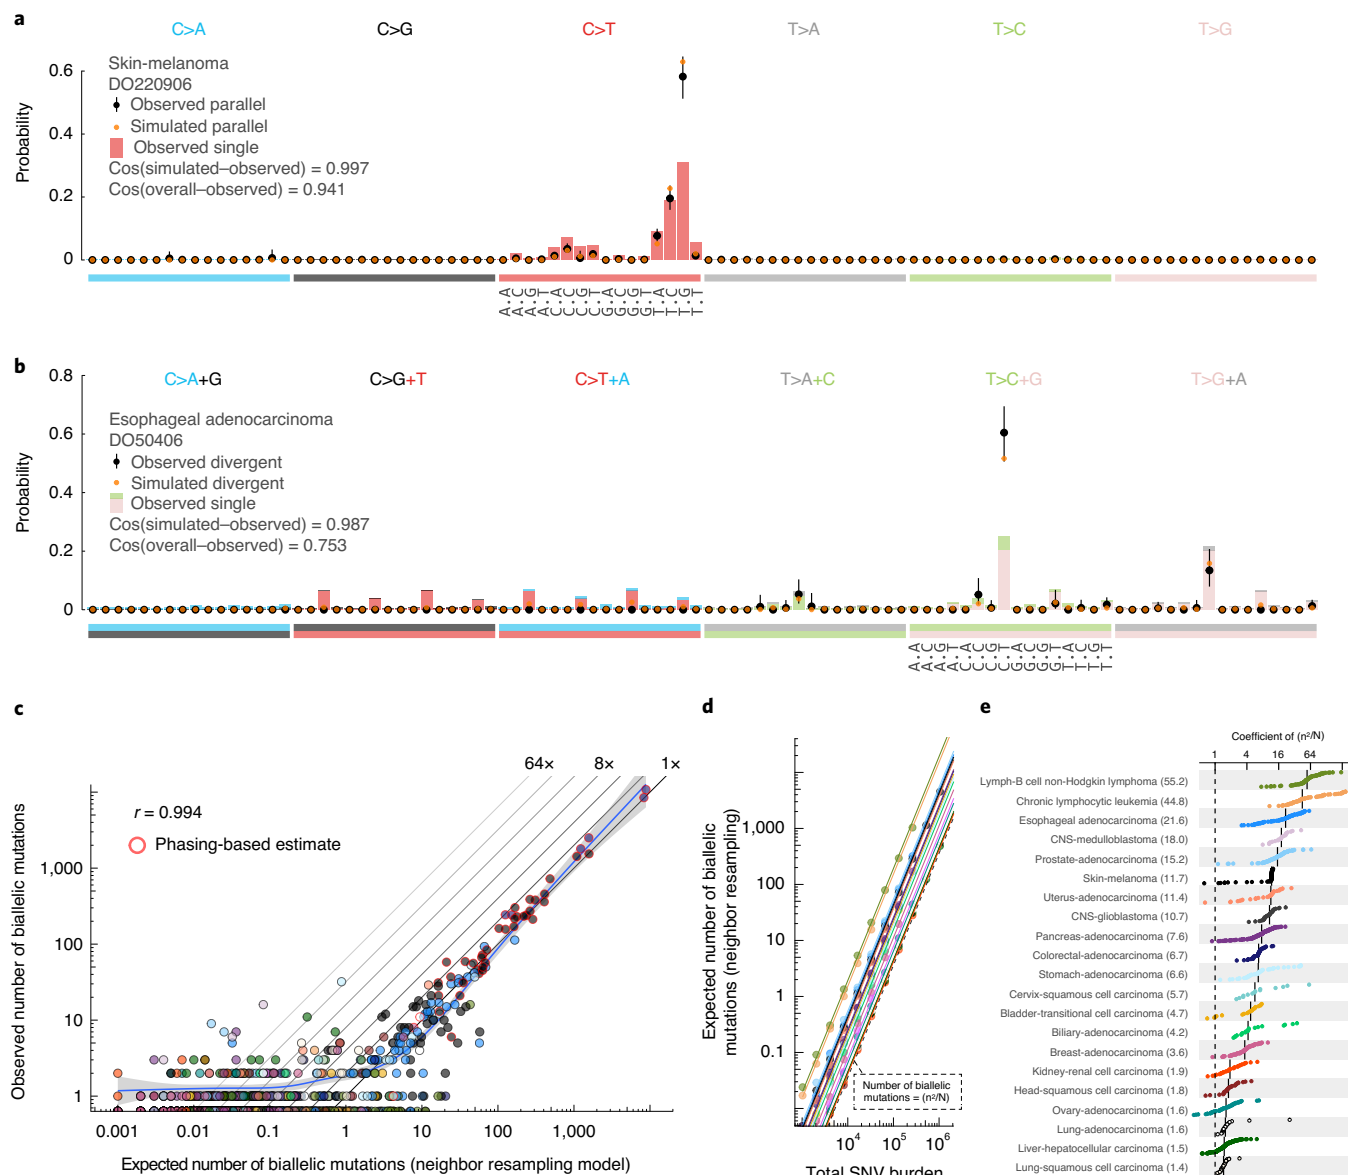 a
C>A C>G C>T T>A T>C T>G
Skin-melanoma
DO220906
Observed parallel
Simulated parallel
Observed single
Cos(simulated–observed) = 0.997
Cos(overall–observed) = 0.941
Probability
0.6
0.4
0.2
0
A.A A.C A.G A.T C.A C.C C.G C.T G.A G.C G.G G.T T.A T.C T.G T.T
b
C>A+G C>G+T C>T+A T>A+C T>C+G T>G+A
Esophageal adenocarcinoma
DO50406
Observed divergent
Simulated divergent
Observed single
Cos(simulated–observed) = 0.987
Cos(overall–observed) = 0.753
Probability
0.8
0.6
0.4
0.2
0
A.A A.C A.G A.T C.A C.C C.G C.T G.A G.C G.G G.T T.A T.C T.G T.T
c
64× 8× 1×
r = 0.994
Phasing-based estimate
Observed number of biallelic mutations
1,000
100
10
1
0.001 0.01 0.1 1 10 100 1,000
Expected number of biallelic mutations (neighbor resampling model)
d
Expected number of biallelic
mutations (neighbor resampling)
1,000
100
10
1
0.1
Number of biallelic
mutations = (n²/N)
10⁴ 10⁵ 10⁶
Total SNV burden
e
Coefficient of (n²/N)
1 4 16 64
Lymph-B cell non-Hodgkin lymphoma (55.2)
Chronic lymphocytic leukemia (44.8)
Esophageal adenocarcinoma (21.6)
CNS-medulloblastoma (18.0)
Prostate-adenocarcinoma (15.2)
Skin-melanoma (11.7)
Uterus-adenocarcinoma (11.4)
CNS-glioblastoma (10.7)
Pancreas-adenocarcinoma (7.6)
Colorectal-adenocarcinoma (6.7)
Stomach-adenocarcinoma (6.6)
Cervix-squamous cell carcinoma (5.7)
Bladder-transitional cell carcinoma (4.7)
Biliary-adenocarcinoma (4.2)
Breast-adenocarcinoma (3.6)
Kidney-renal cell carcinoma (1.9)
Head-squamous cell carcinoma (1.8)
Ovary-adenocarcinoma (1.6)
Lung-adenocarcinoma (1.6)
Liver-hepatocellular carcinoma (1.5)
Lung-squamous cell carcinoma (1.4)